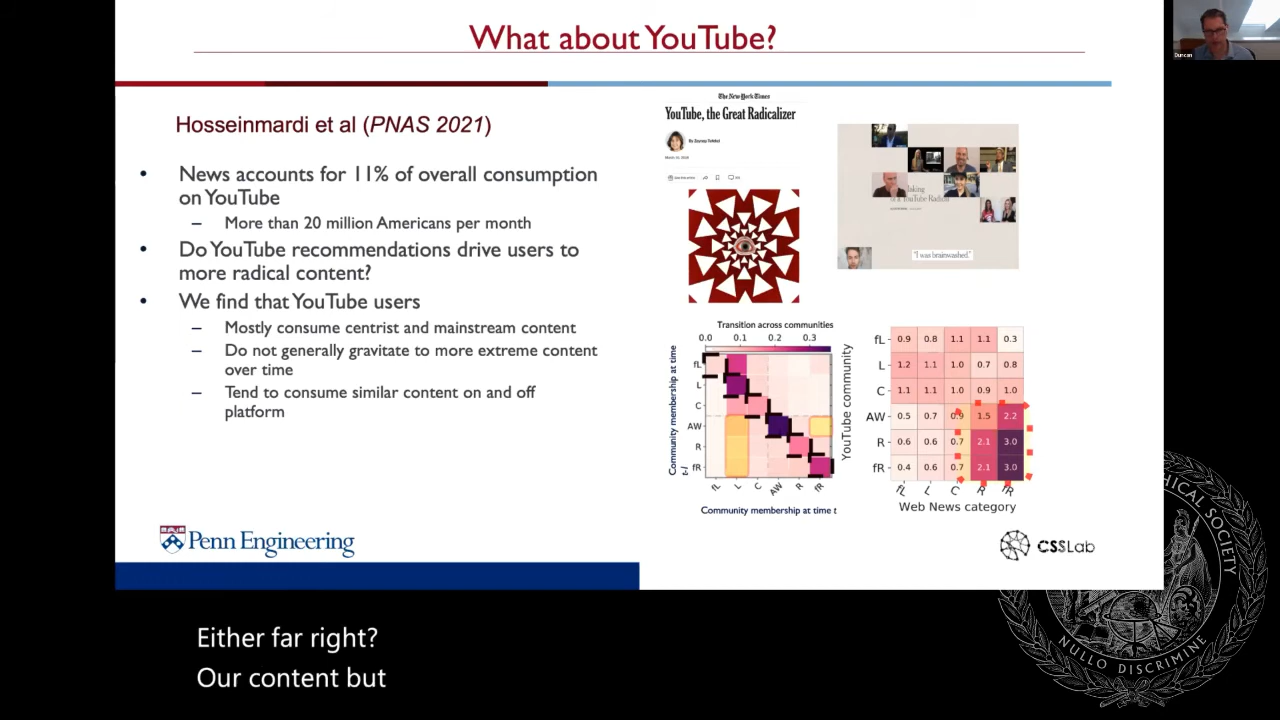 What about YouTube?
Duncan
Hosseinmardi et al (PNAS 2021)
• News accounts for 11% of overall consumption
on YouTube
– More than 20 million Americans per month
• Do YouTube recommendations drive users to
more radical content?
• We find that YouTube users
– Mostly consume centrist and mainstream content
– Do not generally gravitate to more extreme content
over time
– Tend to consume similar content on and off
platform
The New York Times
YouTube, the Great Radicalizer
By Zeynep Tufekci
"I was brainwashed."
Transition across communities
0.0 0.1 0.2 0.3
Community membership at time
t-1
fL
L
C
AW
R
fR
fL L C AW R fR
Community membership at time t
YouTube community
fL 0.9 0.8 1.1 1.1 0.3
L 1.2 1.1 1.0 0.7 0.8
C 1.1 1.1 1.0 0.9 1.0
AW 0.5 0.7 0.9 1.5 2.2
R 0.6 0.6 0.7 2.1 3.0
fR 0.4 0.6 0.7 2.1 3.0
fL L C R fR
Web News category
Penn Engineering
CSSLab
HICAL SOCIETY
NULLO DISCRIMINE
Either far right?
Our content but